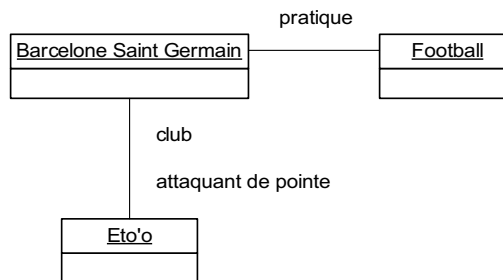 pratique
Barcelone Saint Germain
Football
club
attaquant de pointe
Eto'o